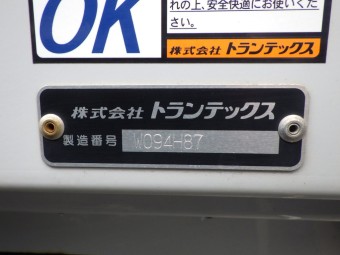 OK
れの上、安全快適にお使いくだ
さい。
株式会社 トランテックス
株式会社 トランテックス
製造番号 W094H87